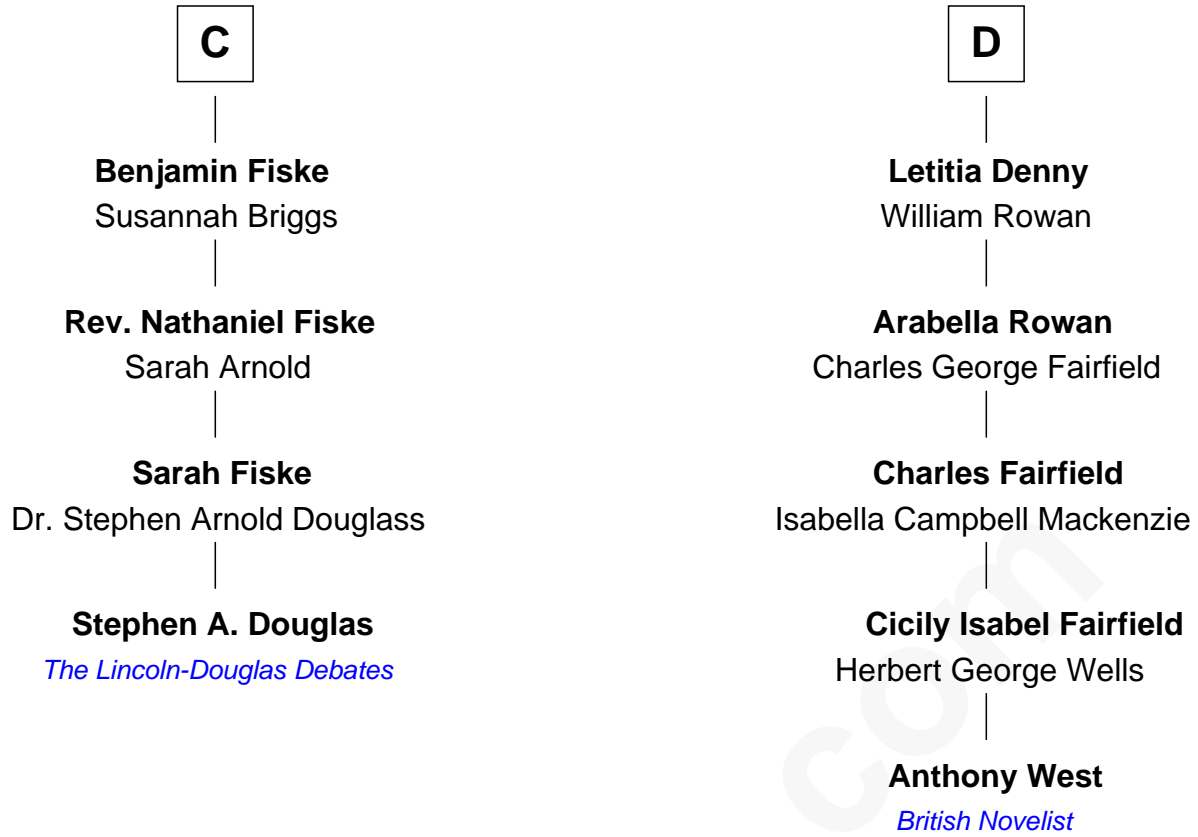 C
Benjamin Fiske
Susannah Briggs
Rev. Nathaniel Fiske
Sarah Arnold
Sarah Fiske
Dr. Stephen Arnold Douglass
Stephen A. Douglas
The Lincoln-Douglas Debates
D
Letitia Denny
William Rowan
Arabella Rowan
Charles George Fairfield
Charles Fairfield
Isabella Campbell Mackenzie
Cicily Isabel Fairfield
Herbert George Wells
Anthony West
British Novelist
com